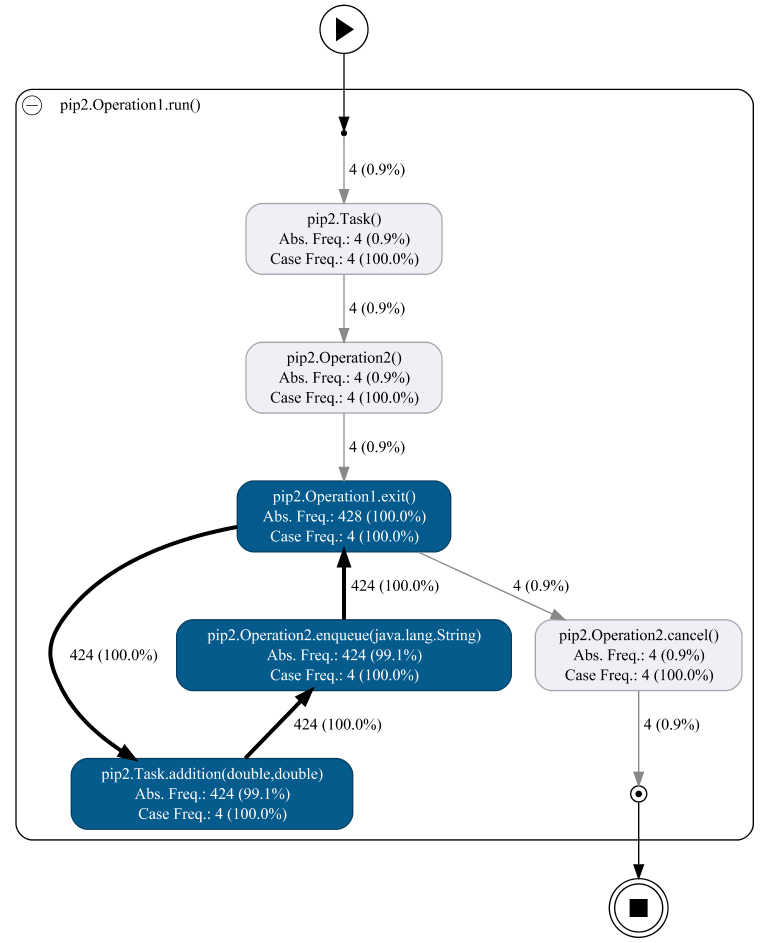 pip2.Operation1.run()
4 (0.9%)
pip2.Task()
Abs. Freq.: 4 (0.9%)
Case Freq.: 4 (100.0%)
4 (0.9%)
pip2.Operation2()
Abs. Freq.: 4 (0.9%)
Case Freq.: 4 (100.0%)
4 (0.9%)
pip2.Operation1.exit()
Abs. Freq.: 428 (100.0%)
Case Freq.: 4 (100.0%)
424 (100.0%)
4 (0.9%)
424 (100.0%)
pip2.Operation2.enqueue(java.lang.String)
Abs. Freq.: 424 (99.1%)
Case Freq.: 4 (100.0%)
pip2.Operation2.cancel()
Abs. Freq.: 4 (0.9%)
Case Freq.: 4 (100.0%)
424 (100.0%)
4 (0.9%)
pip2.Task.addition(double,double)
Abs. Freq.: 424 (99.1%)
Case Freq.: 4 (100.0%)